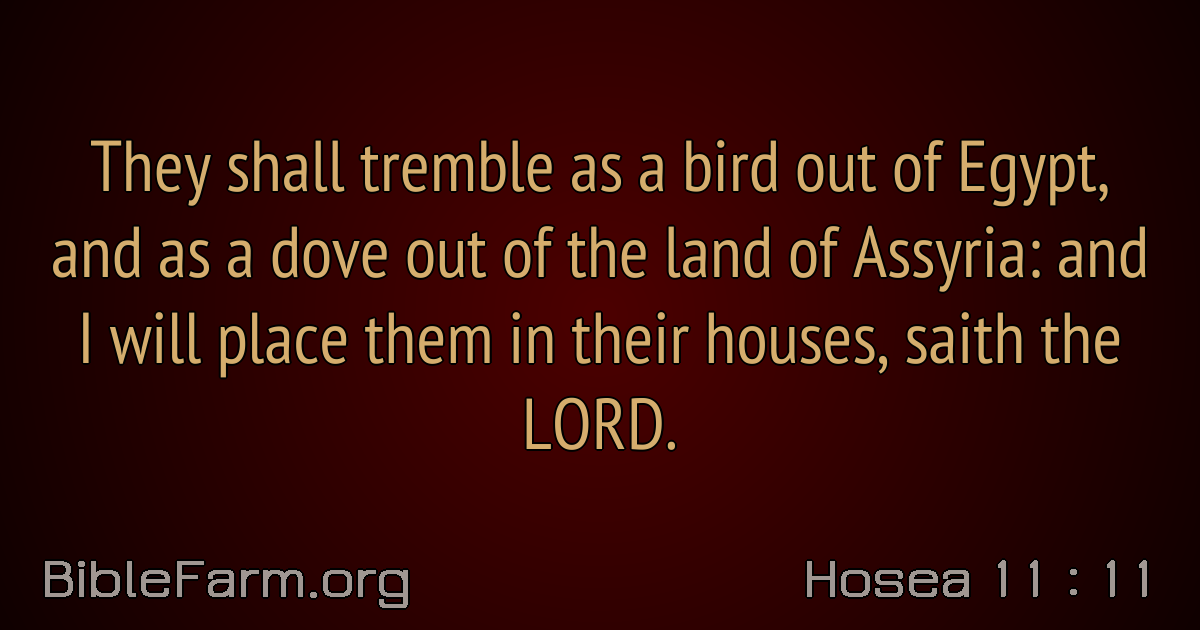 They shall tremble as a bird out of Egypt,
and as a dove out of the land of Assyria: and
I will place them in their houses, saith the
LORD.
BibleFarm.org
Hosea 11 : 11